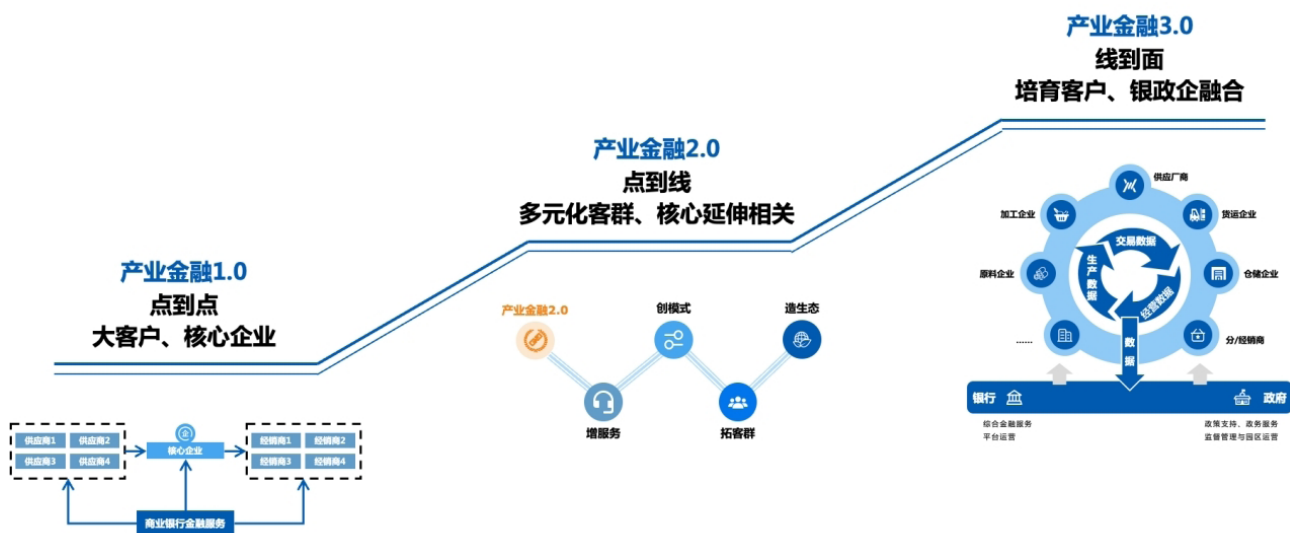 产业金融1.0
点到点
大客户、核心企业
供应商1
供应商2
供应商3
供应商4
企
核心企业
经销商1
经销商2
经销商3
经销商4
商业银行金融服务
产业金融2.0
点到线
多元化客群、核心延伸相关
产业金融2.0
创模式
造生态
增服务
拓客群
产业金融3.0
线到面
培育客户、银政企融合
供应厂商
加工企业
货运企业
原料企业
仓储企业
......
分/经销商
交易数据
生产数据
经营数据
数据
银行
政府
综合金融服务
平台运营
政策支持、政务服务
监督管理与园区运营